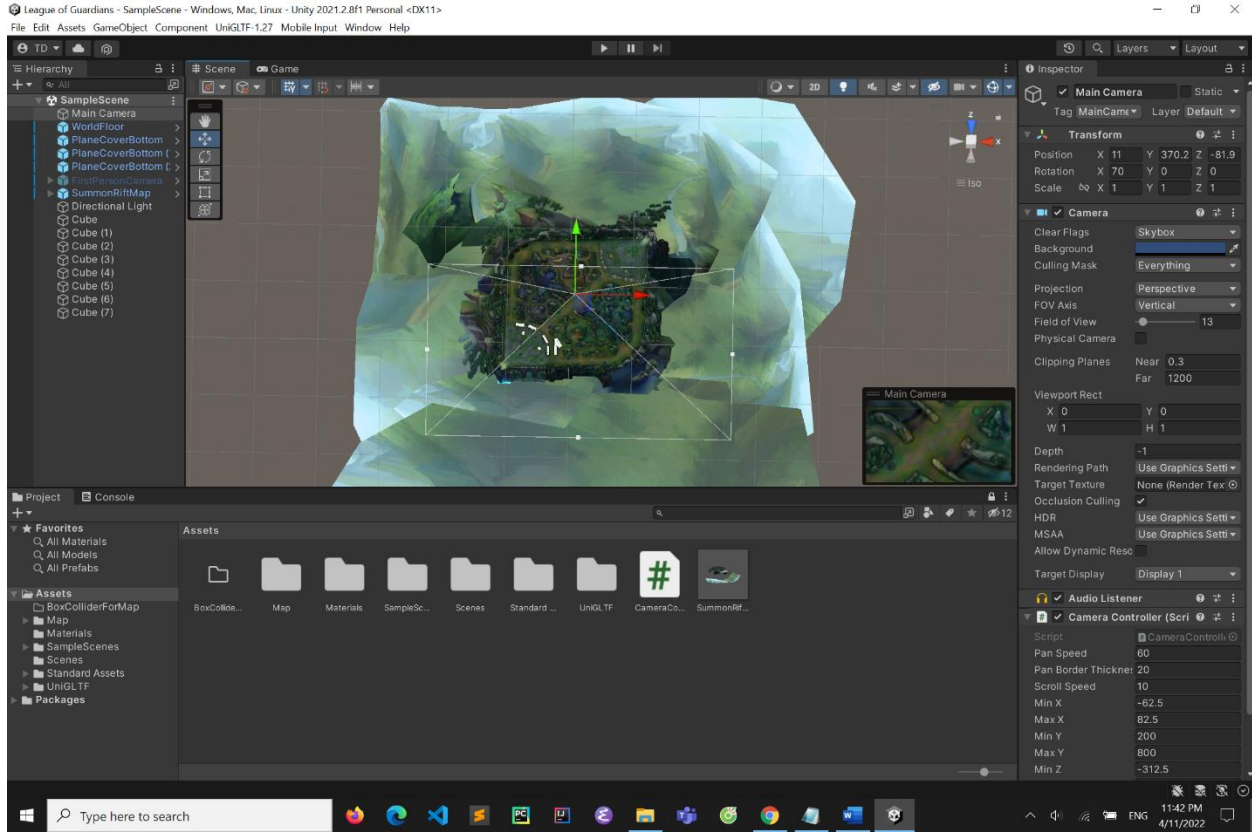 League of Guardians - SampleScene - Windows, Mac, Linux - Unity 2021.2.8f1 Personal <DX11>
File Edit Assets GameObject Component UniGLTF-1.27 Mobile Input Window Help
TD Layers Layout
Hierarchy
All
SampleScene
Main Camera
WorldFloor
PlaneCoverBottom
PlaneCoverBottom (
PlaneCoverBottom (
FirstPersonCamera
SummonRiftMap
Directional Light
Cube
Cube (1)
Cube (2)
Cube (3)
Cube (4)
Cube (5)
Cube (6)
Cube (7)
Scene Game
2D
z
x
Iso
Main Camera
Inspector
Main Camera Static
Tag MainCame Layer Default
Transform
Position X 11 Y 370.2 Z -81.9
Rotation X 70 Y 0 Z 0
Scale X 1 Y 1 Z 1
Camera
Clear Flags Skybox
Background
Culling Mask Everything
Projection Perspective
FOV Axis Vertical
Field of View 13
Physical Camera
Clipping Planes Near 0.3
Far 1200
Viewport Rect
X 0 Y 0
W 1 H 1
Depth -1
Rendering Path Use Graphics Setti
Target Texture None (Render Tex
Occlusion Culling
HDR Use Graphics Setti
MSAA Use Graphics Setti
Allow Dynamic Reso
Target Display Display 1
Audio Listener
# Camera Controller (Scri
Script CameraControlle
Pan Speed 60
Pan Border Thicknes 20
Scroll Speed 10
Min X -62.5
Max X 82.5
Min Y 200
Max Y 800
Min Z -312.5
Project Console
12
Favorites
All Materials
All Models
All Prefabs
Assets
BoxColliderForMap
Map
Materials
SampleScenes
Scenes
Standard Assets
UniGLTF
Packages
Assets
#
BoxCollide... Map Materials SampleSc... Scenes Standard ... UniGLTF CameraCo... SummonRif...
Type here to search
PC IJ
ENG
11:42 PM
4/11/2022